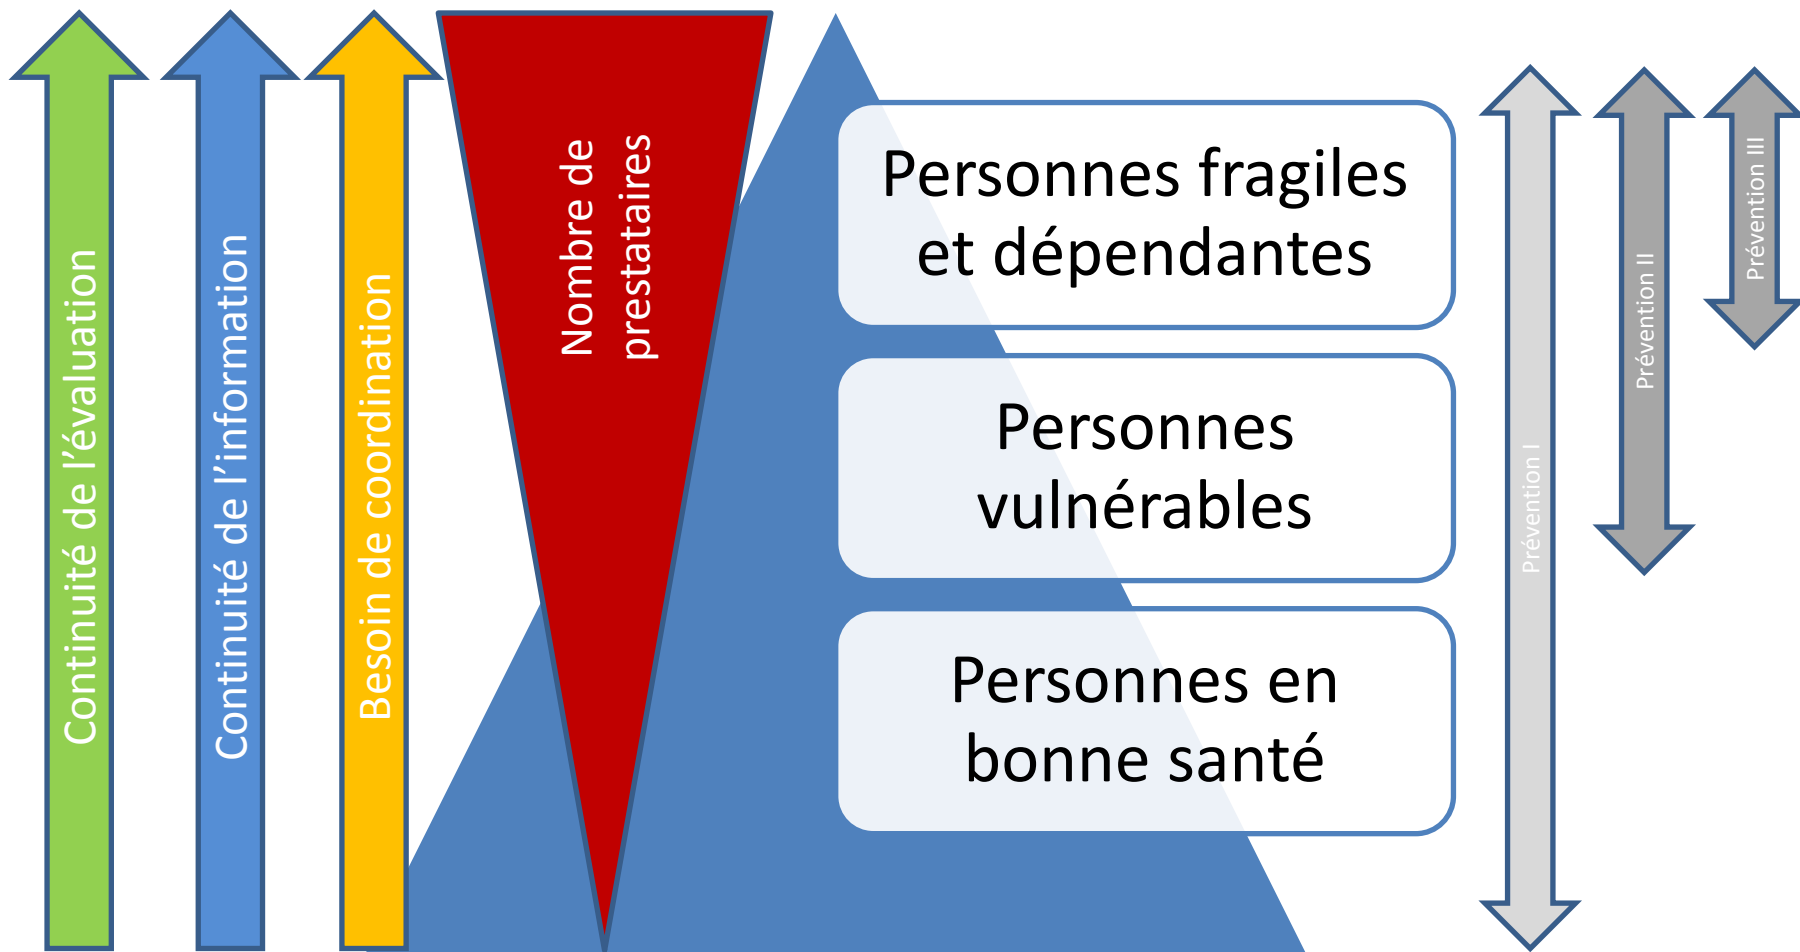 Continuité de l’évaluation
Continuité de l’information
Besoin de coordination
Nombre de
prestataires
Personnes fragiles
et dépendantes
Personnes
vulnérables
Personnes en
bonne santé
Prévention I
Prévention II
Prévention III